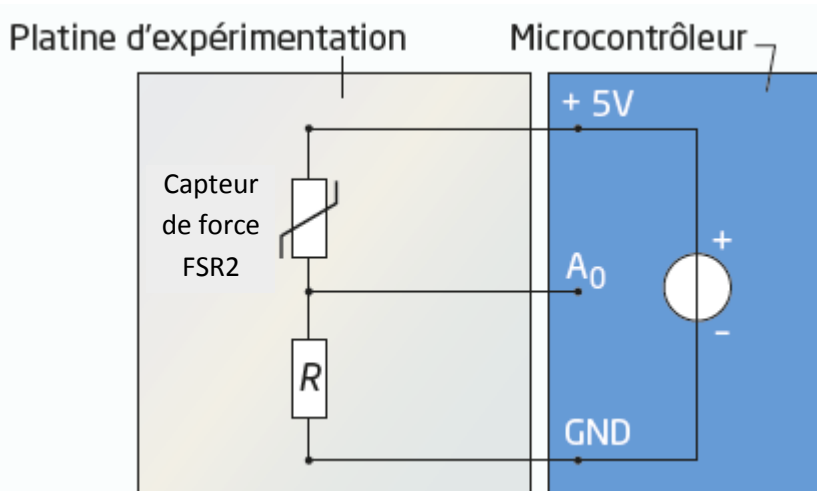 Platine d'expérimentation
Microcontrôleur
+ 5V
Capteur
de force
FSR2
A₀
+
-
R
GND